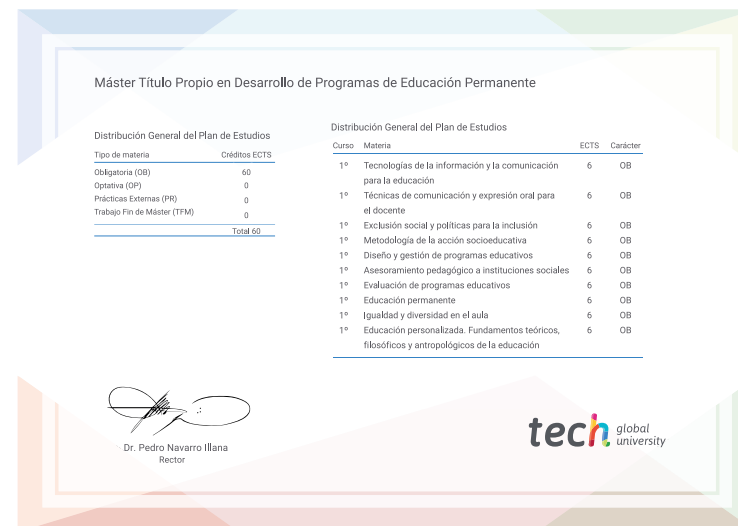 Máster Título Propio en Desarrollo de Programas de Educación Permanente
Distribución General del Plan de Estudios
Tipo de materia Créditos ECTS
Obligatoria (OB) 60
Optativa (OP) 0
Prácticas Externas (PR) 0
Trabajo Fin de Máster (TFM) 0
Total 60
Distribución General del Plan de Estudios
Curso Materia ECTS Carácter
1º Tecnologías de la información y la comunicación 6 OB
para la educación
1º Técnicas de comunicación y expresión oral para 6 OB
el docente
1º Exclusión social y políticas para la inclusión 6 OB
1º Metodología de la acción socioeducativa 6 OB
1º Diseño y gestión de programas educativos 6 OB
1º Asesoramiento pedagógico a instituciones sociales 6 OB
1º Evaluación de programas educativos 6 OB
1º Educación permanente 6 OB
1º Igualdad y diversidad en el aula 6 OB
1º Educación personalizada. Fundamentos teóricos, 6 OB
filosóficos y antropológicos de la educación
Dr. Pedro Navarro Illana
Rector
tech global
university